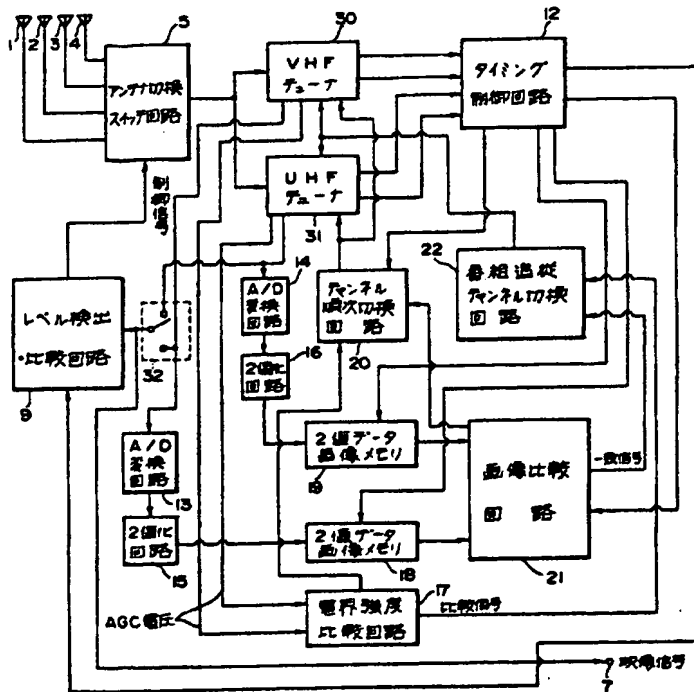 1
2
3
4
5
アンテナ切換
スイッチ回路
30
VHF
チューナ
12
タイミング
制御回路
制御信号
UHF
チューナ
31
14
A/D
変換
回路
16
2値化
回路
チャンネル
順次切換
回路
20
22
番組追従
チャンネル切換
回路
レベル検出
・比較回路
9
32
A/D
変換
回路
13
2値化
回路
15
2値データ
画像メモリ
19
2値データ
画像メモリ
18
画像比較
回路
21
一致信号
AGC電圧
電界強度
比較回路
17
比較信号
映像信号
7